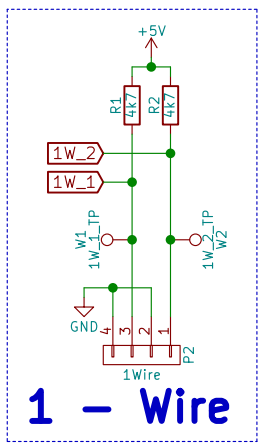 +5V
R1
4k7
R2
4k7
1W_2
1W_1
W1
1W_1_TP
1W_2_TP
W2
GND
4
3
2
1
P2
1Wire
1 - Wire